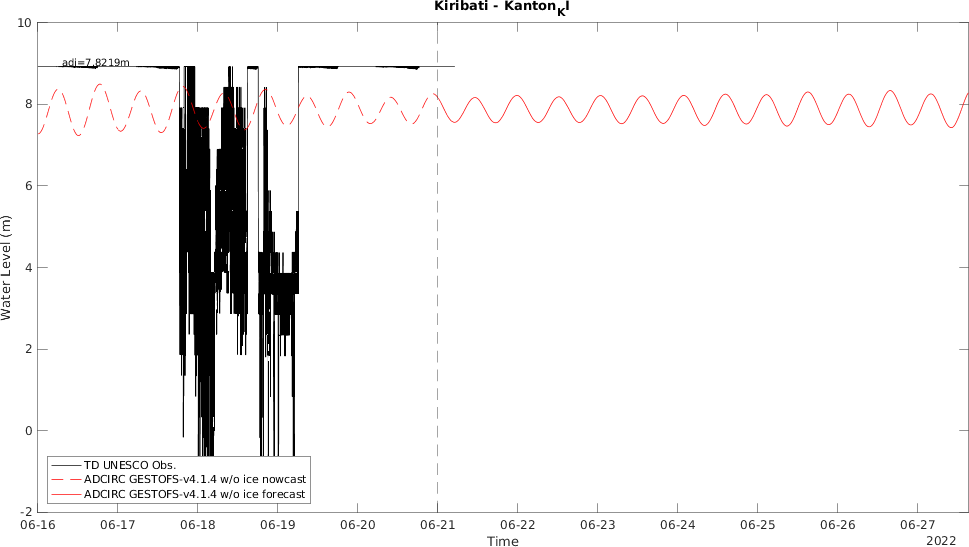 Kiribati - Kanton_KI
10
adj=7.8219m
8
6
4
2
0
-2
Water Level (m)
TD UNESCO Obs.
ADCIRC GESTOFS-v4.1.4 w/o ice nowcast
ADCIRC GESTOFS-v4.1.4 w/o ice forecast
06-16 06-17 06-18 06-19 06-20 06-21 06-22 06-23 06-24 06-25 06-26 06-27
Time
2022